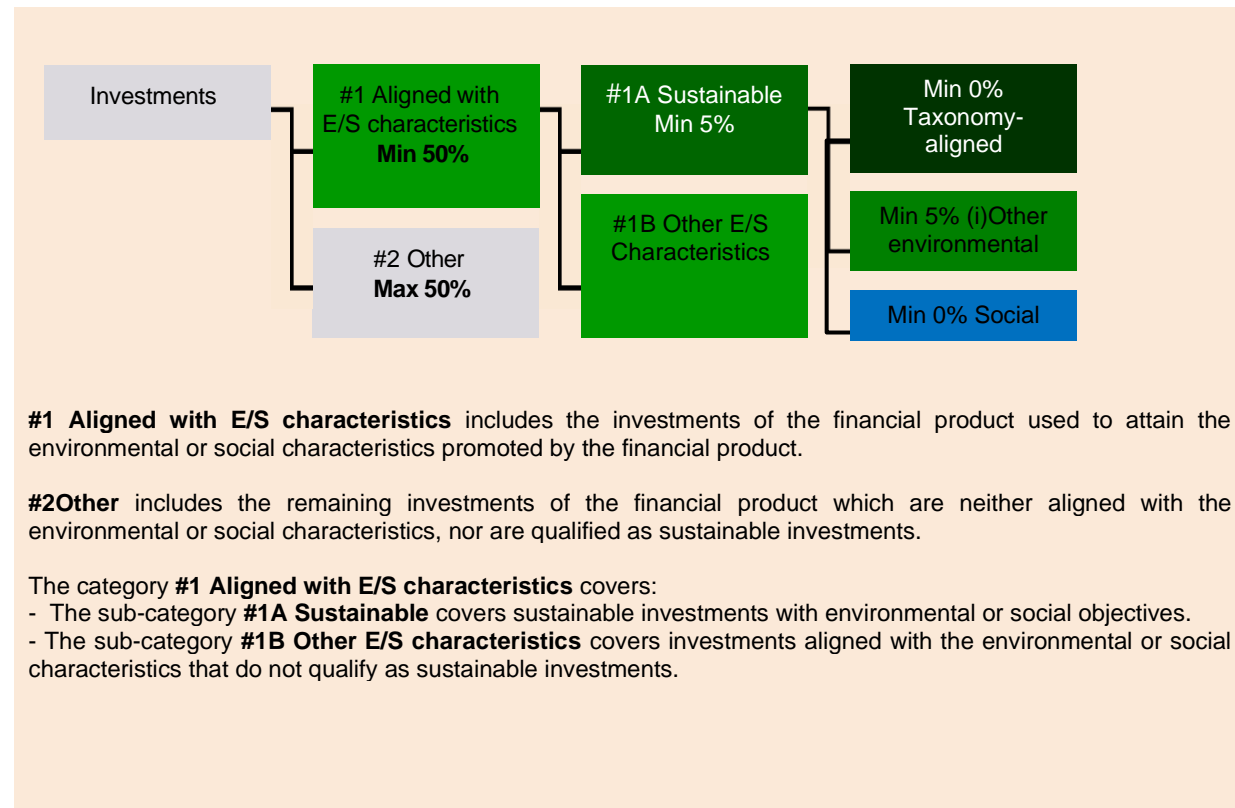 Investments
#1 Aligned with
E/S characteristics
Min 50%
#2 Other
Max 50%
#1A Sustainable
Min 5%
#1B Other E/S
Characteristics
Min 0%
Taxonomy-
aligned
Min 5% (i)Other
environmental
Min 0% Social
#1 Aligned with E/S characteristics includes the investments of the financial product used to attain the
environmental or social characteristics promoted by the financial product.
#2Other includes the remaining investments of the financial product which are neither aligned with the
environmental or social characteristics, nor are qualified as sustainable investments.
The category #1 Aligned with E/S characteristics covers:
- The sub-category #1A Sustainable covers sustainable investments with environmental or social objectives.
- The sub-category #1B Other E/S characteristics covers investments aligned with the environmental or social
characteristics that do not qualify as sustainable investments.